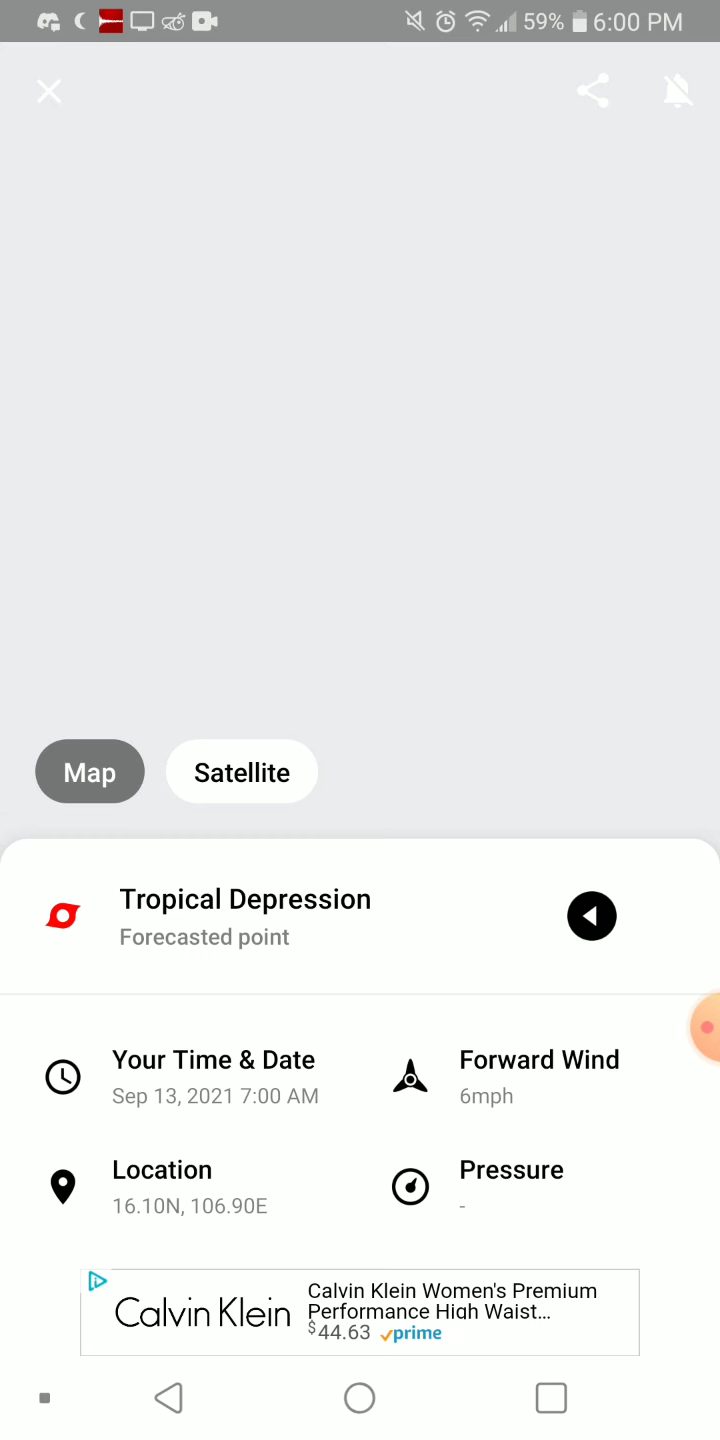 59% 6:00 PM
Map Satellite
Tropical Depression
Forecasted point
Your Time & Date
Sep 13, 2021 7:00 AM
Forward Wind
6mph
Location
16.10N, 106.90E
Pressure
-
Calvin Klein
Calvin Klein Women's Premium
Performance High Waist...
$44.63 prime